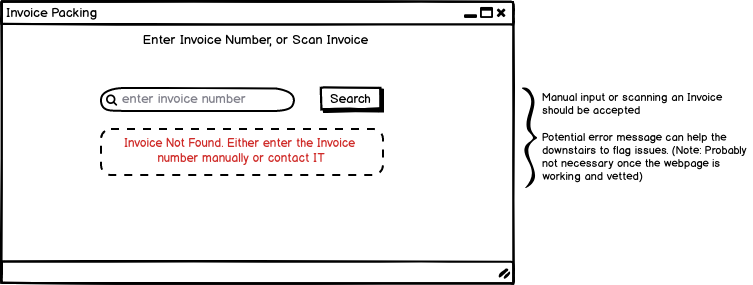 Invoice Packing
Enter Invoice Number, or Scan Invoice
enter invoice number
Search
Invoice Not Found. Either enter the Invoice
number manually or contact IT
Manual input or scanning an Invoice
should be accepted
Potential error message can help the
downstairs to flag issues. (Note: Probably
not necessary once the webpage is
working and vetted)